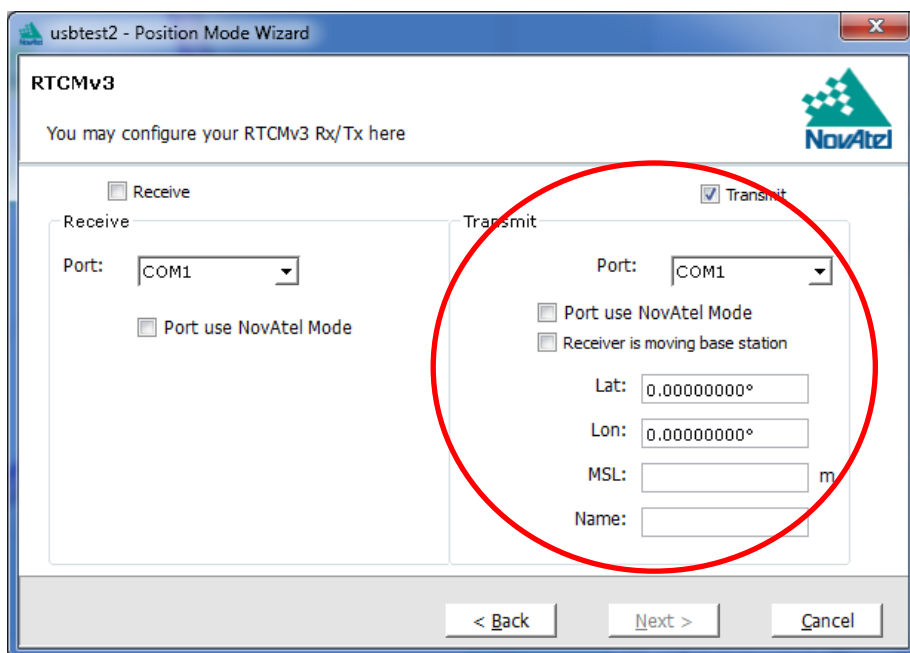 usbtest2 - Position Mode Wizard
RTCMv3
You may configure your RTCMv3 Rx/Tx here
NovAtel
Receive
Transmit
Receive
Port: COM1
Port use NovAtel Mode
Transmit
Port: COM1
Port use NovAtel Mode
Receiver is moving base station
Lat: 0.00000000°
Lon: 0.00000000°
MSL: m
Name:
< Back Next > Cancel